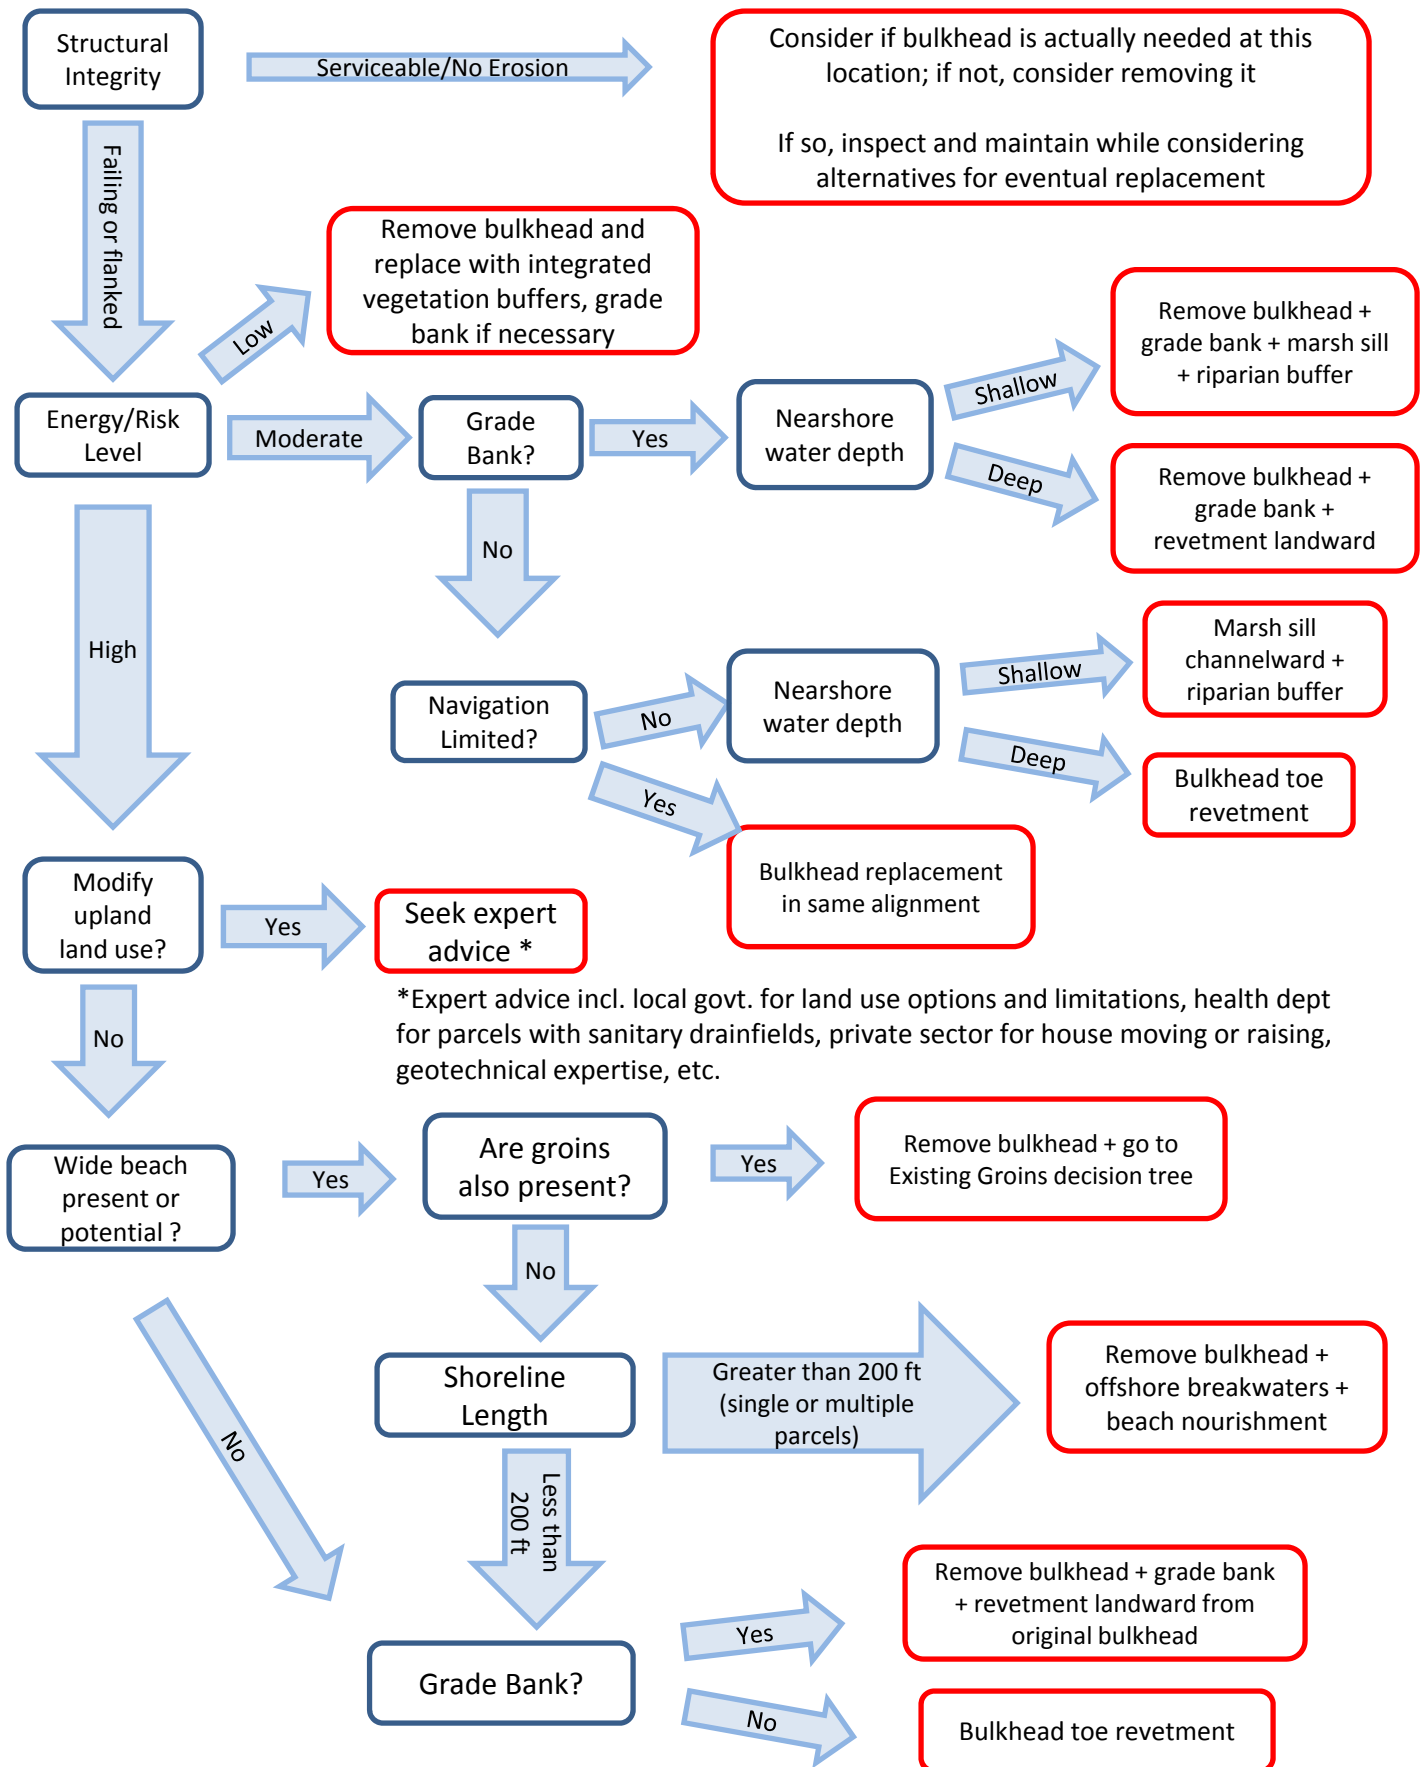 Structural
Integrity
Serviceable/No Erosion
Consider if bulkhead is actually needed at this
location; if not, consider removing it
If so, inspect and maintain while considering
alternatives for eventual replacement
Failing or flanked
Remove bulkhead and
replace with integrated
vegetation buffers, grade
bank if necessary
Low
Energy/Risk
Level
Moderate
Grade
Bank?
Yes
Nearshore
water depth
Shallow
Remove bulkhead +
grade bank + marsh sill
+ riparian buffer
Deep
Remove bulkhead +
grade bank +
revetment landward
No
High
Navigation
Limited?
No
Nearshore
water depth
Shallow
Marsh sill
channelward +
riparian buffer
Deep
Bulkhead toe
revetment
Yes
Bulkhead replacement
in same alignment
Modify
upland
land use?
Yes
Seek expert
advice *
*Expert advice incl. local govt. for land use options and limitations, health dept
for parcels with sanitary drainfields, private sector for house moving or raising,
geotechnical expertise, etc.
No
Wide beach
present or
potential ?
Yes
Are groins
also present?
Yes
Remove bulkhead + go to
Existing Groins decision tree
No
Shoreline
Length
Greater than 200 ft
(single or multiple
parcels)
Remove bulkhead +
offshore breakwaters +
beach nourishment
No
Less than
200 ft
Grade Bank?
Yes
Remove bulkhead + grade bank
+ revetment landward from
original bulkhead
No
Bulkhead toe revetment